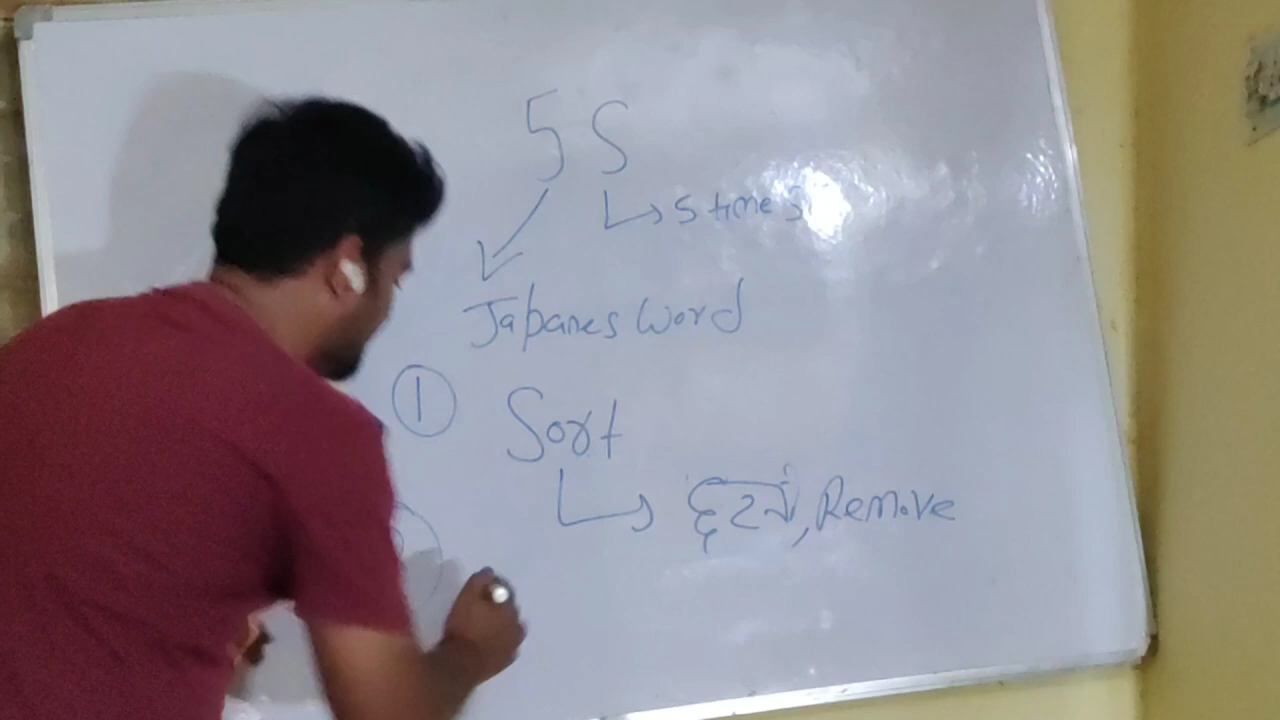 5 S
5 times
Japanes Word
① Sort
, Remove